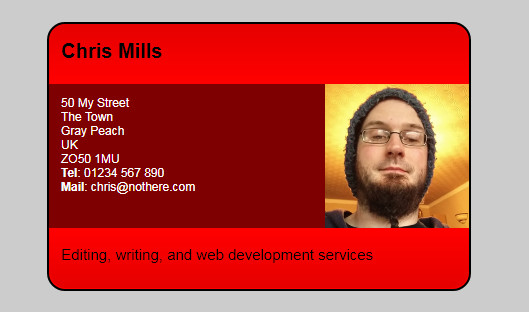 Chris Mills
50 My Street
The Town
Gray Peach
UK
ZO50 1MU
Tel: 01234 567 890
Mail: chris@nothere.com
Editing, writing, and web development services